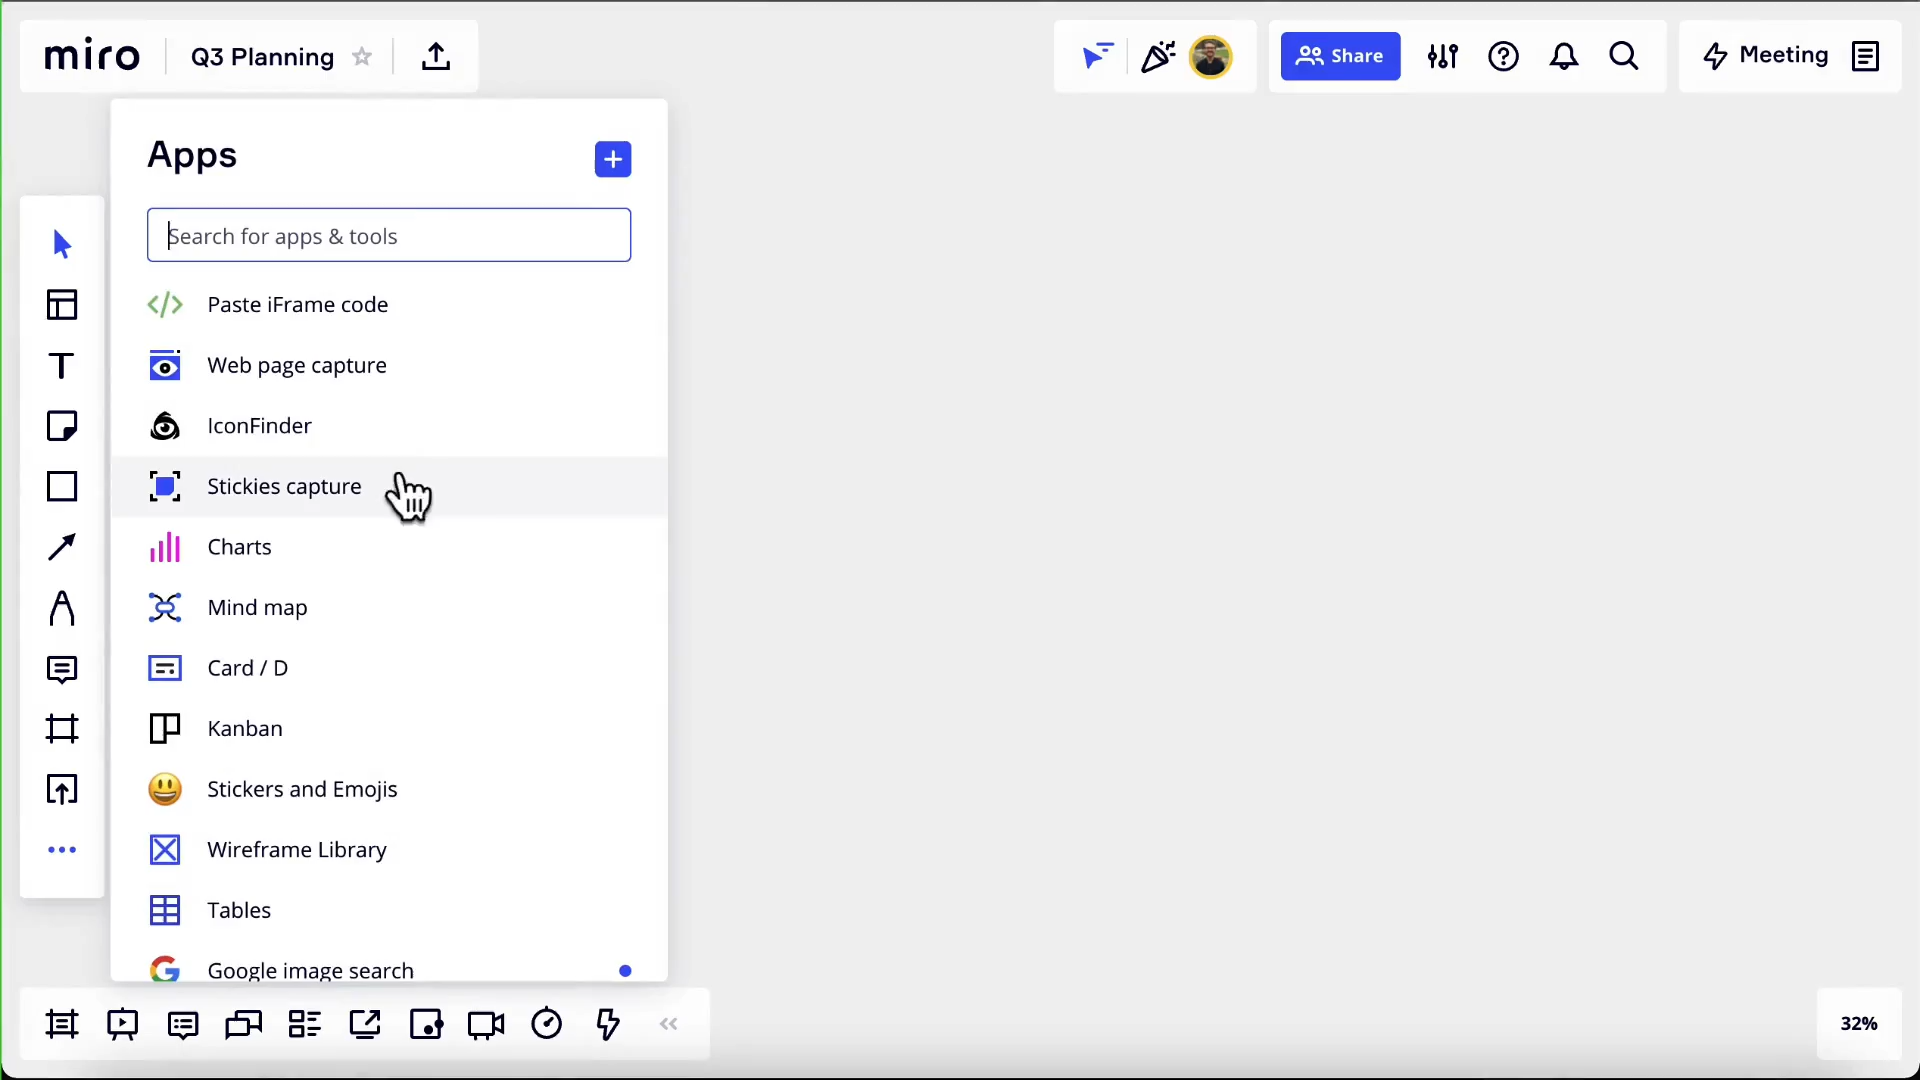 miro
Q3 Planning
Share
Meeting
Apps
Search for apps & tools
Paste iFrame code
Web page capture
IconFinder
Stickies capture
Charts
Mind map
Card / D
Kanban
Stickers and Emojis
Wireframe Library
Tables
Google image search
32%